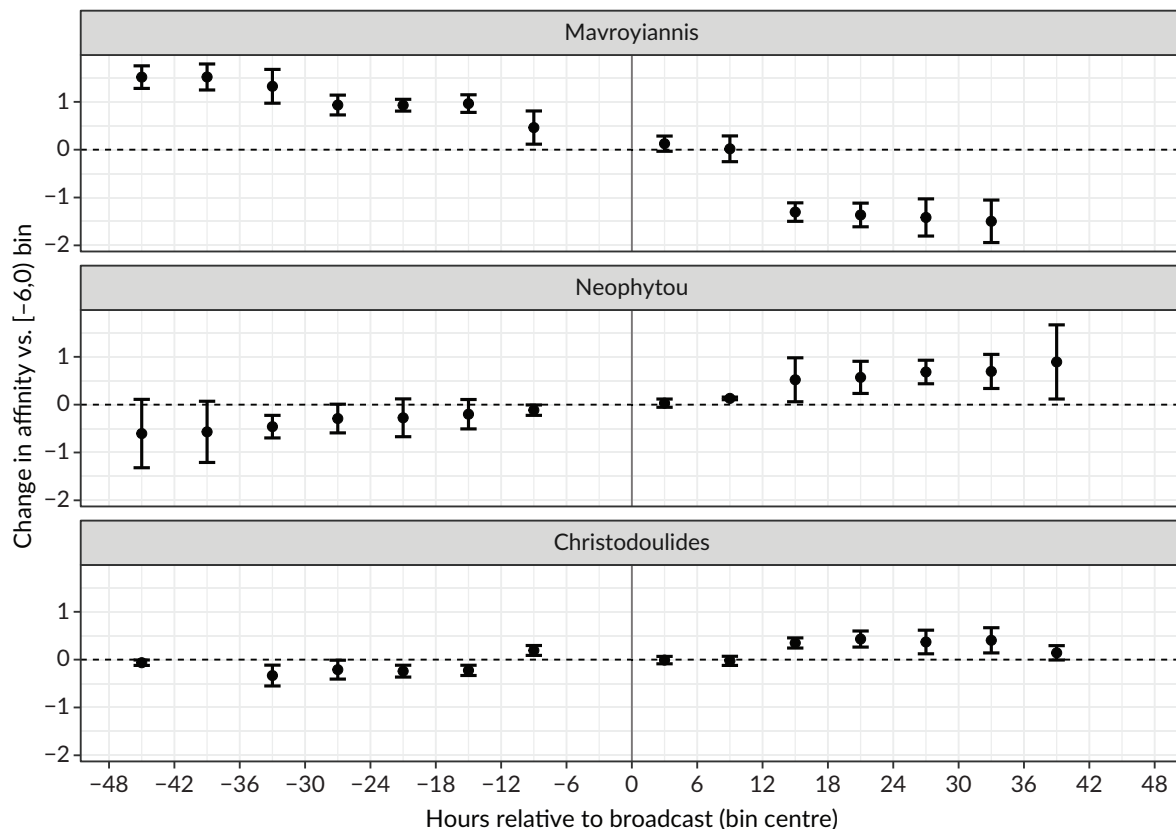 Mavroyiannis
1
0
−1
−2
Neophytou
1
0
−1
−2
Change in affinity vs. [−6,0) bin
Christodoulides
1
0
−1
−2
−48 −42 −36 −30 −24 −18 −12 −6 0 6 12 18 24 30 36 42 48
Hours relative to broadcast (bin centre)